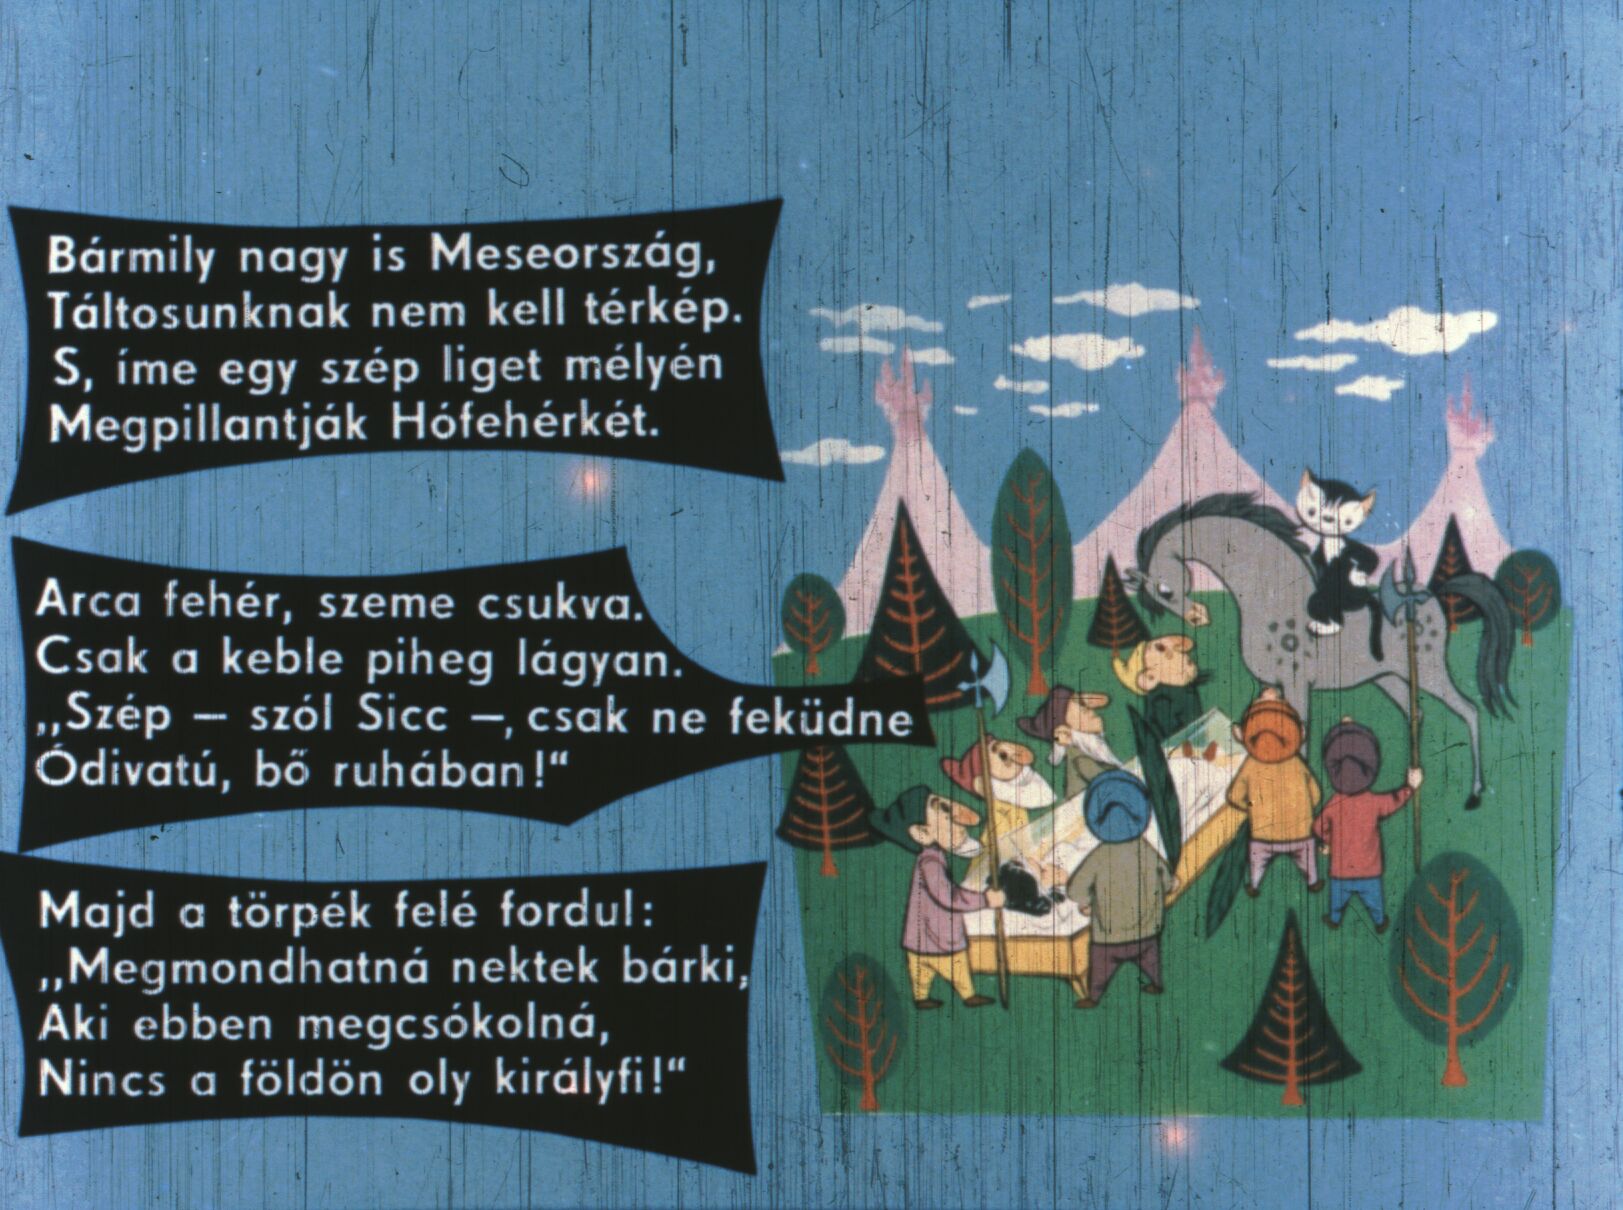 Bármily nagy is Meseország,
Táltosunknak nem kell térkép.
S, íme egy szép liget mélyén
Megpillantják Hófehérkét.
Arca fehér, szeme csukva.
Csak a keble piheg lágyan.
„Szép — szól Sicc —, csak ne feküdne
Ódivatú, bő ruhában!“
Majd a törpék felé fordul:
„Megmondhatná nektek bárki,
Aki ebben megcsókolná,
Nincs a földön oly királyfi!“